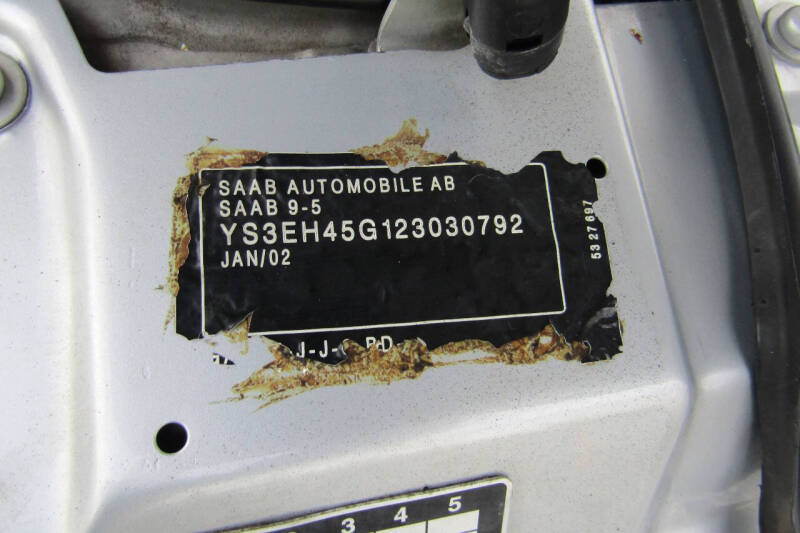 SAAB AUTOMOBILE AB
SAAB 9-5
YS3EH45G123030792
JAN/02
5327697
3 4 5